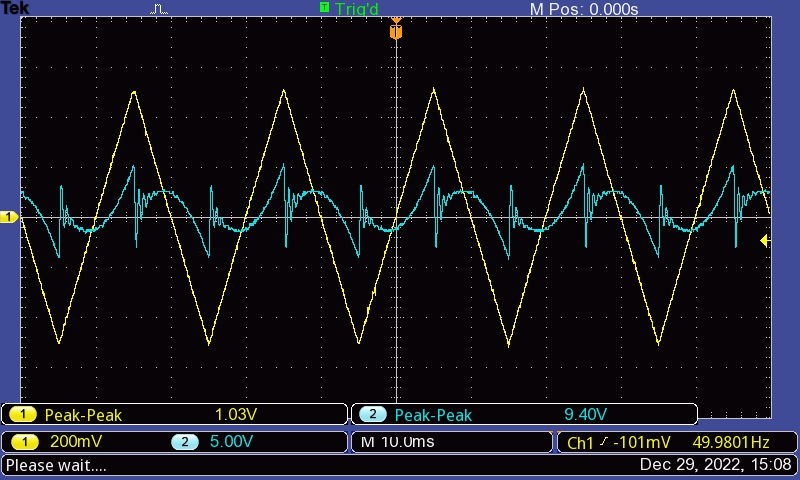 Tek T Trig'd M Pos: 0.000s
T
1
1 Peak-Peak 1.03V 2 Peak-Peak 9.40V
1 200mV 2 5.00V M 10.0ms Ch1 -101mV 49.9801Hz
Please wait.... Dec 29, 2022, 15:08